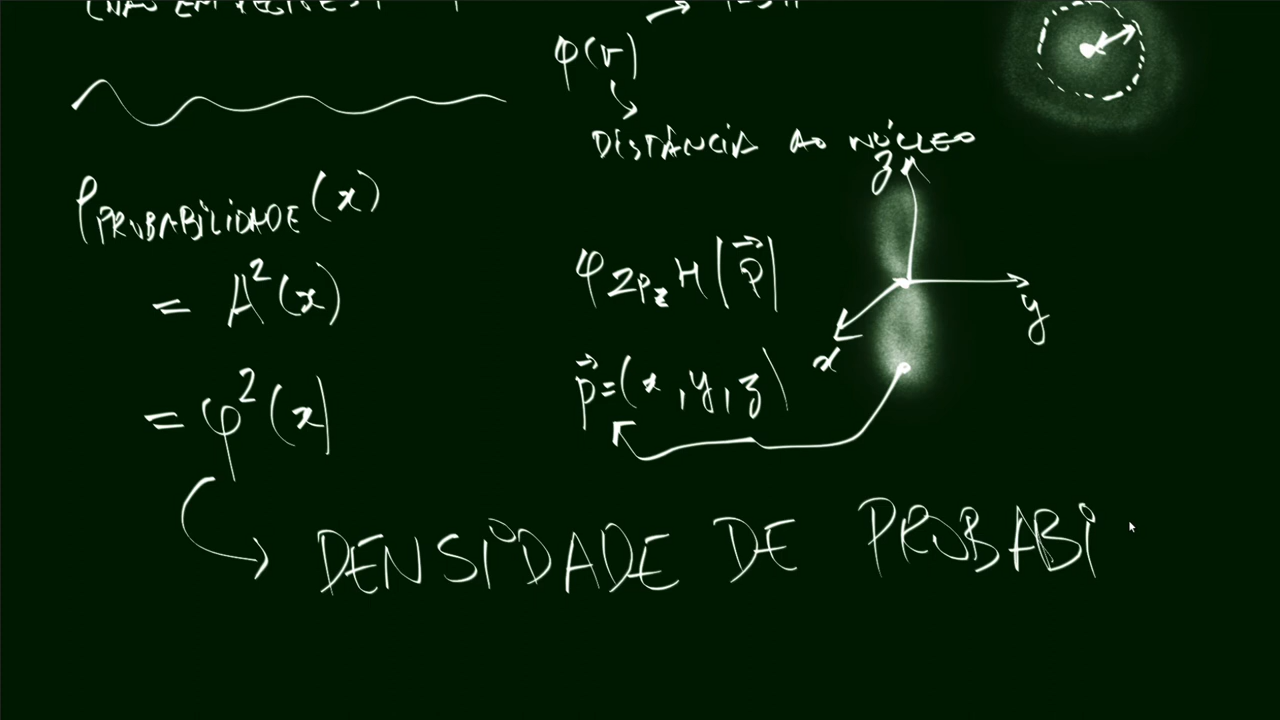 φ(r)
DISTÂNCIA AO NÚCLEO
ρPROBABILIDADE(x)
= A²(x)
= φ²(x)
φ2pz H(p⃗)
p⃗=(x,y,z)
z
y
x
DENSIDADE DE PROBABI